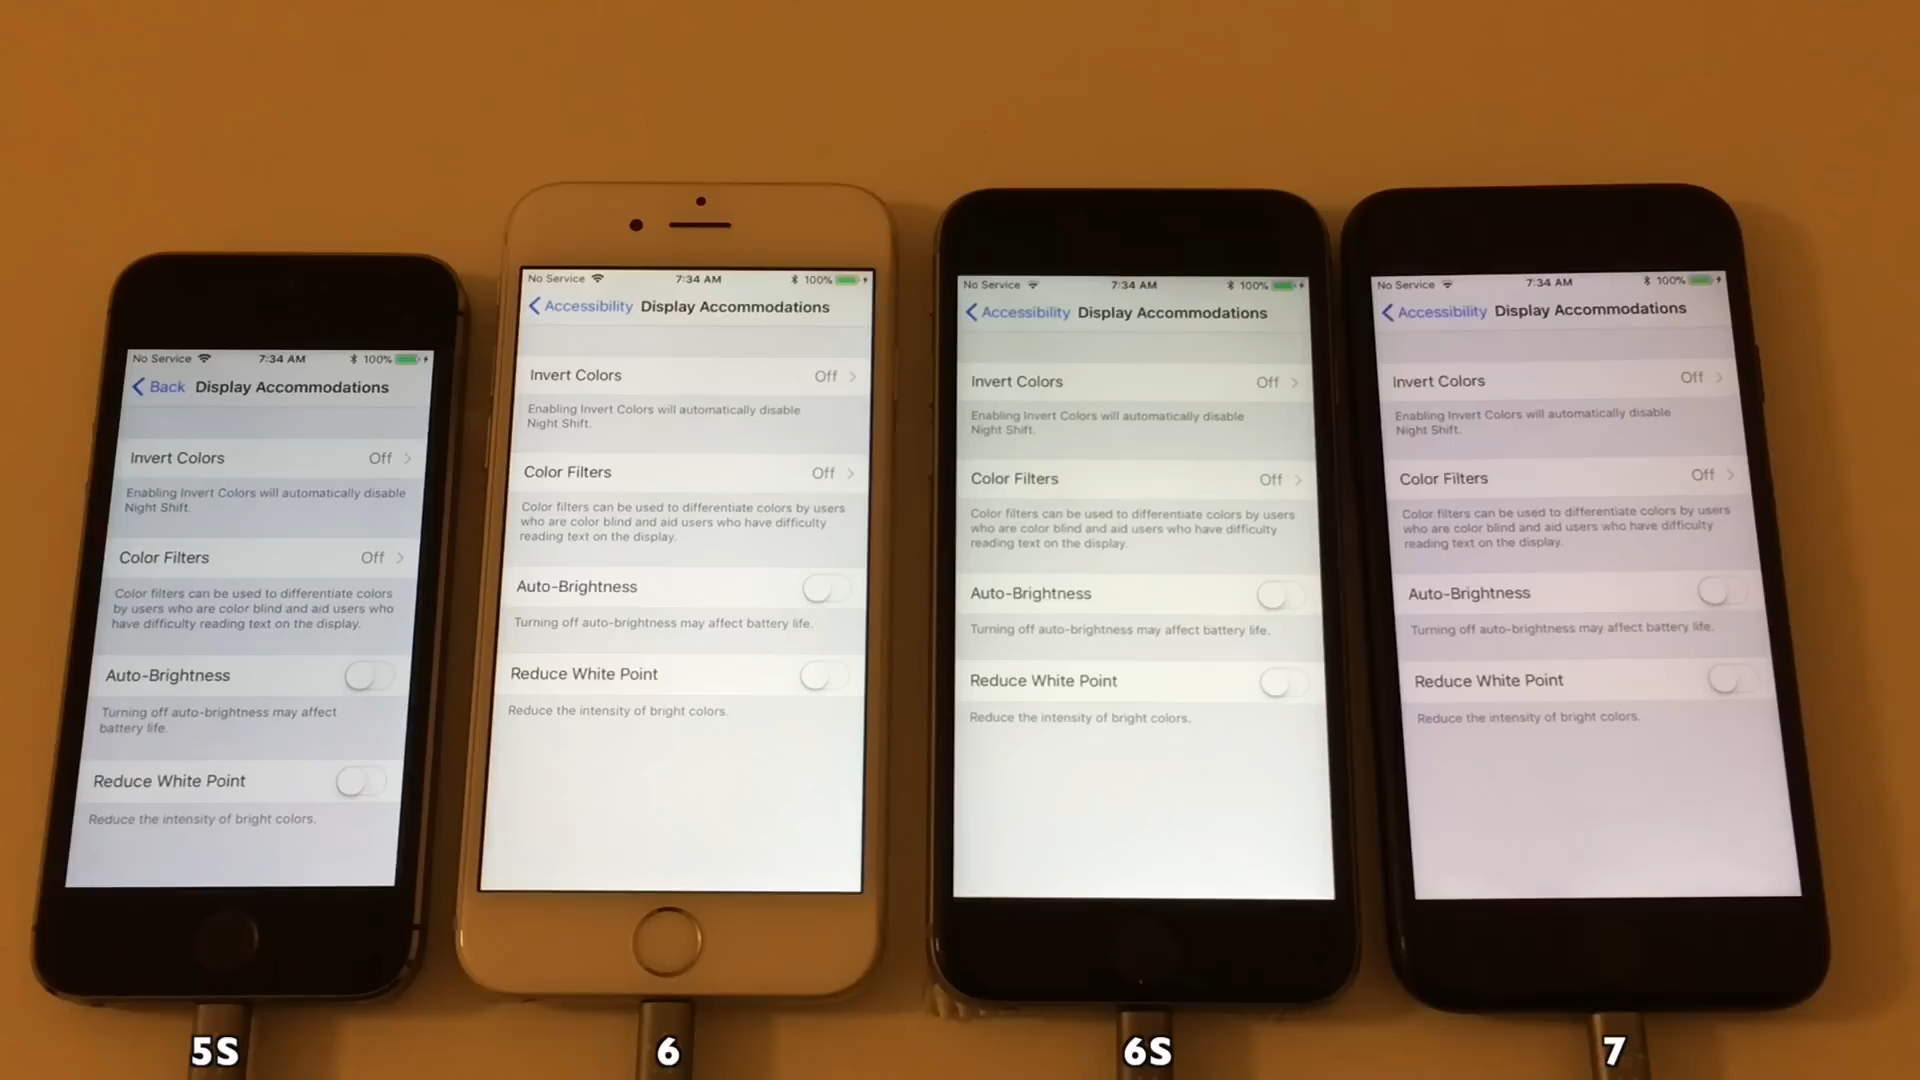 No Service 7:34 AM 100%
Back Display Accommodations
Invert Colors Off
Enabling Invert Colors will automatically disable
Night Shift.
Color Filters Off
Color filters can be used to differentiate colors
by users who are color blind and aid users who
have difficulty reading text on the display.
Auto-Brightness
Turning off auto-brightness may affect
battery life.
Reduce White Point
Reduce the intensity of bright colors.
5S
No Service 7:34 AM 100%
Accessibility Display Accommodations
Invert Colors Off
Enabling Invert Colors will automatically disable
Night Shift.
Color Filters Off
Color filters can be used to differentiate colors by users
who are color blind and aid users who have difficulty
reading text on the display.
Auto-Brightness
Turning off auto-brightness may affect battery life.
Reduce White Point
Reduce the intensity of bright colors.
6
No Service 7:34 AM 100%
Accessibility Display Accommodations
Invert Colors Off
Enabling Invert Colors will automatically disable
Night Shift.
Color Filters Off
Color filters can be used to differentiate colors by users
who are color blind and aid users who have difficulty
reading text on the display.
Auto-Brightness
Turning off auto-brightness may affect battery life.
Reduce White Point
Reduce the intensity of bright colors.
6S
No Service 7:34 AM 100%
Accessibility Display Accommodations
Invert Colors Off
Enabling Invert Colors will automatically disable
Night Shift.
Color Filters Off
Color filters can be used to differentiate colors by users
who are color blind and aid users who have difficulty
reading text on the display.
Auto-Brightness
Turning off auto-brightness may affect battery life.
Reduce White Point
Reduce the intensity of bright colors.
7